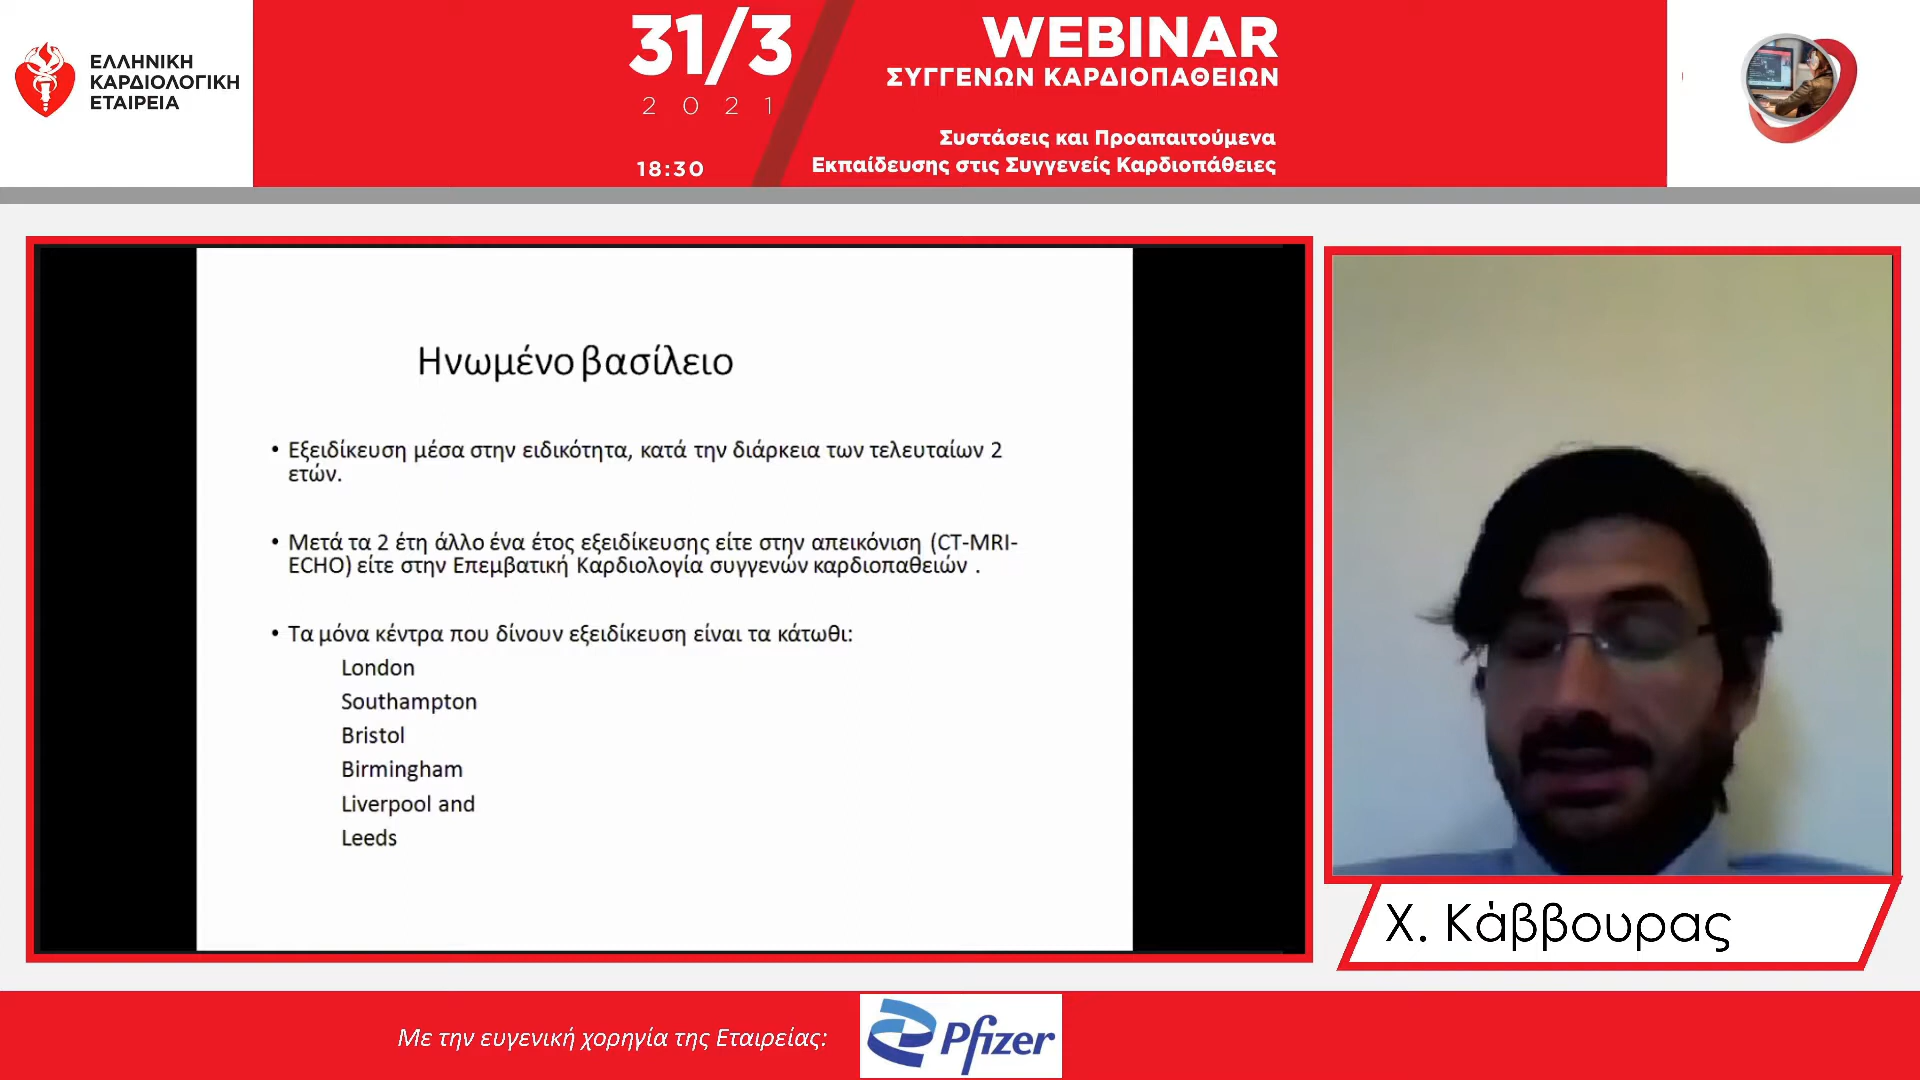 ΕΛΛΗΝΙΚΗ
ΚΑΡΔΙΟΛΟΓΙΚΗ
ΕΤΑΙΡΕΙΑ
31/3
2021
18:30
WEBINAR
ΣΥΓΓΕΝΩΝ ΚΑΡΔΙΟΠΑΘΕΙΩΝ
Συστάσεις και Προαπαιτούμενα
Εκπαίδευσης στις Συγγενείς Καρδιοπάθειες
Ηνωμένο βασίλειο
• Εξειδίκευση μέσα στην ειδικότητα, κατά την διάρκεια των τελευταίων 2
ετών.
• Μετά τα 2 έτη άλλο ένα έτος εξειδίκευσης είτε στην απεικόνιση (CT-MRI-
ECHO) είτε στην Επεμβατική Καρδιολογία συγγενών καρδιοπαθειών .
• Τα μόνα κέντρα που δίνουν εξειδίκευση είναι τα κάτωθι:
London
Southampton
Bristol
Birmingham
Liverpool and
Leeds
Χ. Κάββουρας
Με την ευγενική χορηγία της Εταιρείας:
Pfizer